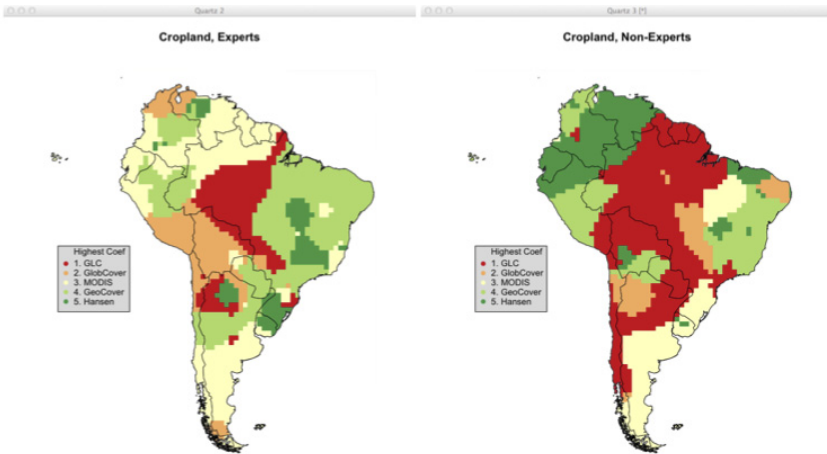 Quartz 2
Cropland, Experts
Highest Coef
1. GLC
2. GlobCover
3. MODIS
4. GeoCover
5. Hansen
Quartz 3 [*]
Cropland, Non-Experts
Highest Coef
1. GLC
2. GlobCover
3. MODIS
4. GeoCover
5. Hansen